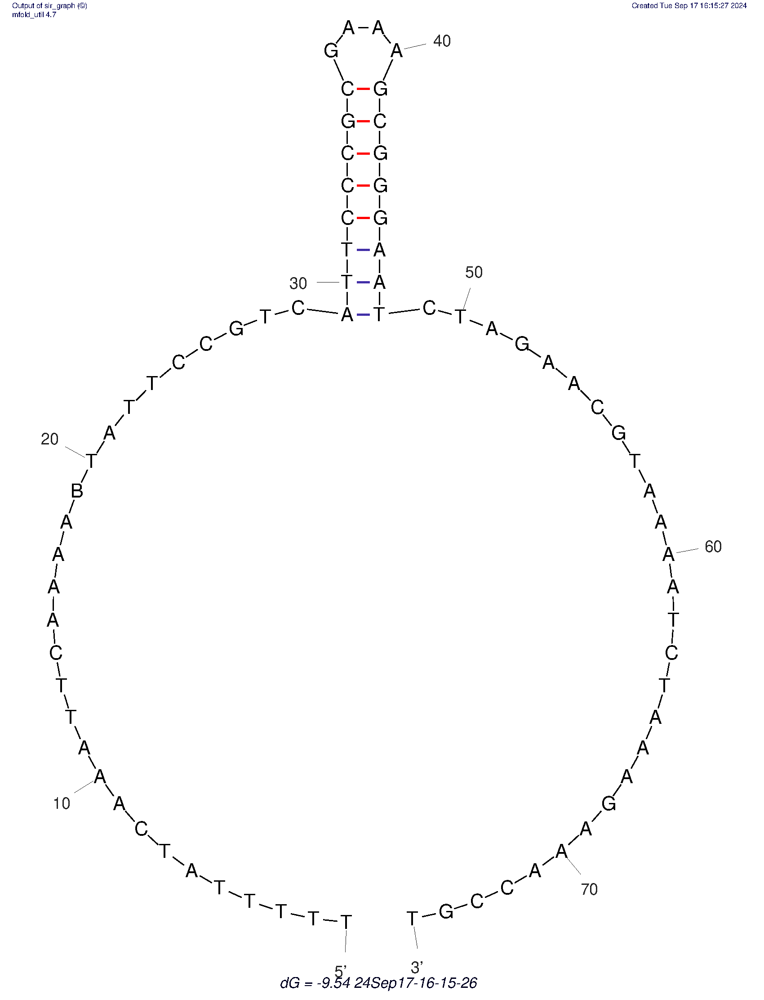 Output of sir_graph (©)
mfold_util 4.7
Created Tue Sep 17 16:15:27 2024
A A
G A 40
C G
G C
C G
C G
C G
T A
50
30 T A
C A T C
T T
G A
C G
C A
T A
T C
A G
20
T T
B A
A A
60
A A
A A
A T
C C
T T
T A
A A
A A
10 A G
C A
T A
A A
T C 70
T C
T G
T T
T
5’ 3’
dG = -9.54 24Sep17-16-15-26